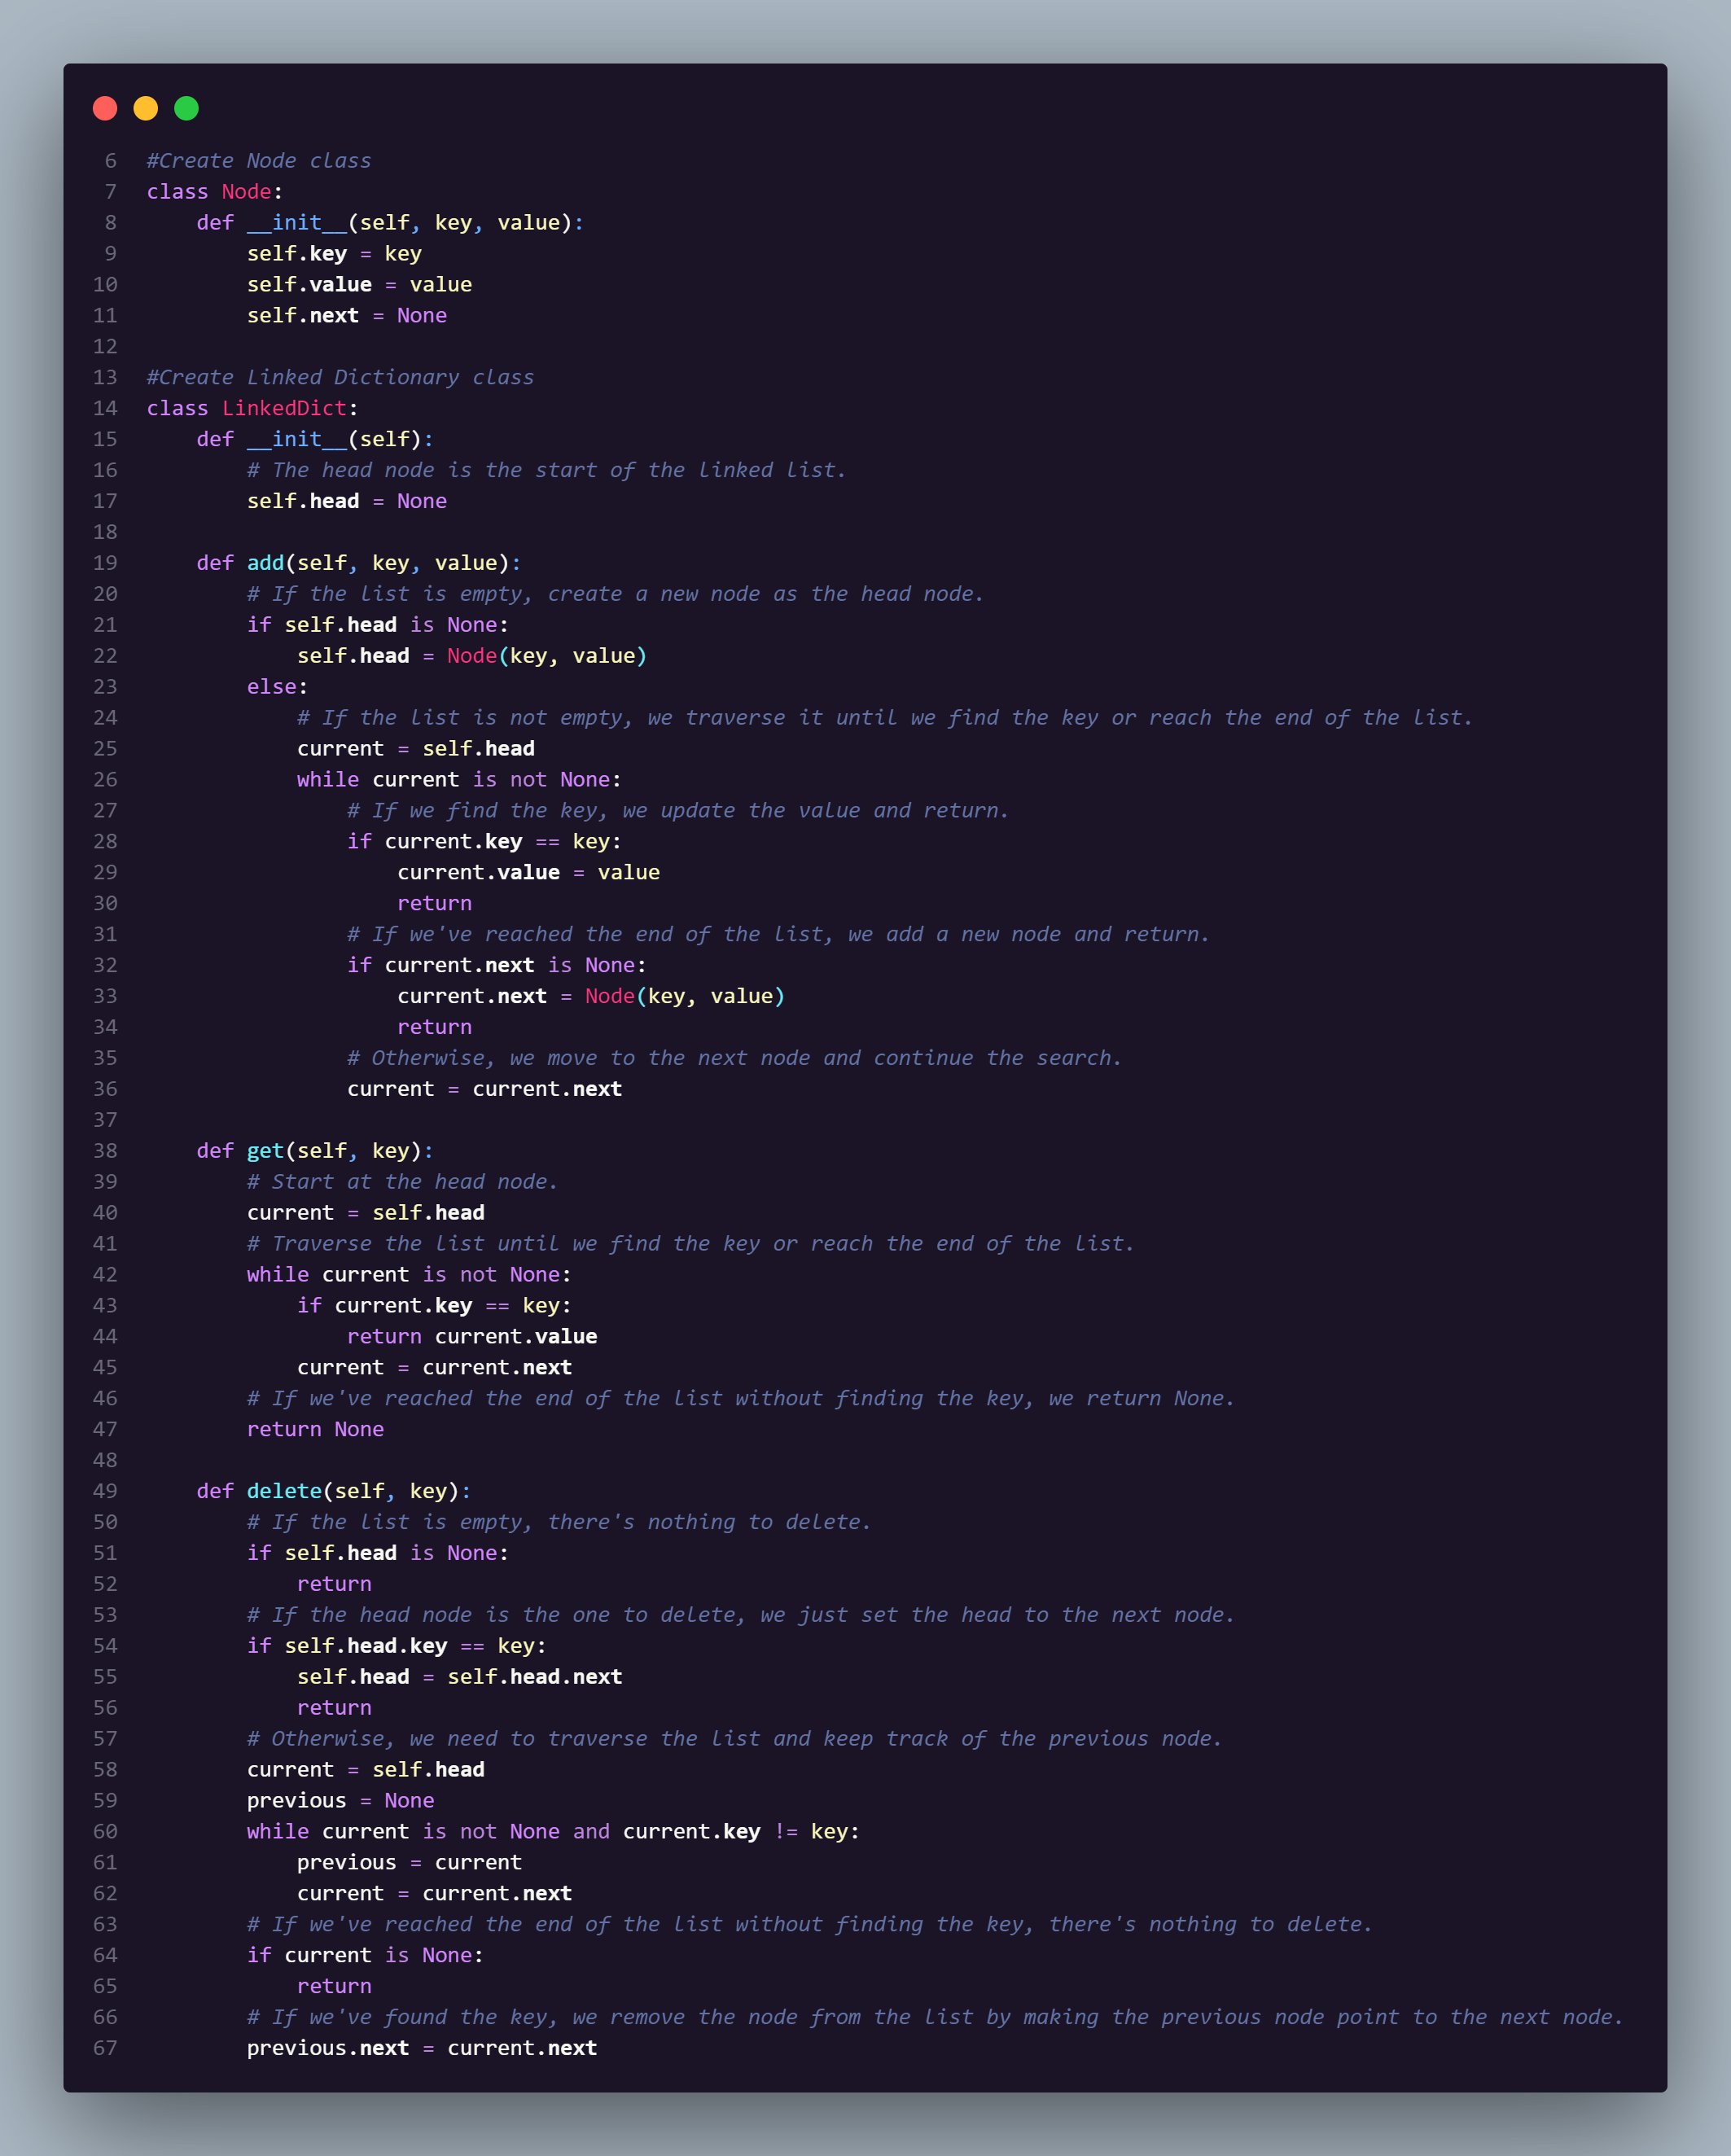 6 #Create Node class
7 class Node:
8     def __init__(self, key, value):
9         self.key = key
10         self.value = value
11         self.next = None
12
13 #Create Linked Dictionary class
14 class LinkedDict:
15     def __init__(self):
16         # The head node is the start of the linked list.
17         self.head = None
18
19     def add(self, key, value):
20         # If the list is empty, create a new node as the head node.
21         if self.head is None:
22             self.head = Node(key, value)
23         else:
24             # If the list is not empty, we traverse it until we find the key or reach the end of the list.
25             current = self.head
26             while current is not None:
27                 # If we find the key, we update the value and return.
28                 if current.key == key:
29                     current.value = value
30                     return
31                 # If we've reached the end of the list, we add a new node and return.
32                 if current.next is None:
33                     current.next = Node(key, value)
34                     return
35                 # Otherwise, we move to the next node and continue the search.
36                 current = current.next
37
38     def get(self, key):
39         # Start at the head node.
40         current = self.head
41         # Traverse the list until we find the key or reach the end of the list.
42         while current is not None:
43             if current.key == key:
44                 return current.value
45             current = current.next
46         # If we've reached the end of the list without finding the key, we return None.
47         return None
48
49     def delete(self, key):
50         # If the list is empty, there's nothing to delete.
51         if self.head is None:
52             return
53         # If the head node is the one to delete, we just set the head to the next node.
54         if self.head.key == key:
55             self.head = self.head.next
56             return
57         # Otherwise, we need to traverse the list and keep track of the previous node.
58         current = self.head
59         previous = None
60         while current is not None and current.key != key:
61             previous = current
62             current = current.next
63         # If we've reached the end of the list without finding the key, there's nothing to delete.
64         if current is None:
65             return
66         # If we've found the key, we remove the node from the list by making the previous node point to the next node.
67         previous.next = current.next